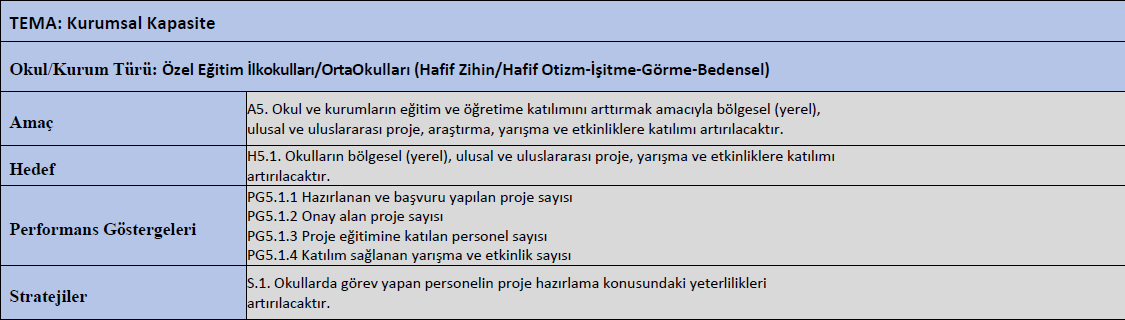 TEMA: Kurumsal Kapasite
Okul/Kurum Türü: Özel Eğitim İlkokulları/OrtaOkulları (Hafif Zihin/Hafif Otizm-İşitme-Görme-Bedensel)
Amaç
A5. Okul ve kurumların eğitim ve öğretime katılımını arttırmak amacıyla bölgesel (yerel),
ulusal ve uluslararası proje, araştırma, yarışma ve etkinliklere katılımı artırılacaktır.
Hedef
H5.1. Okulların bölgesel (yerel), ulusal ve uluslararası proje, yarışma ve etkinliklere katılımı
artırılacaktır.
Performans Göstergeleri
PG5.1.1 Hazırlanan ve başvuru yapılan proje sayısı
PG5.1.2 Onay alan proje sayısı
PG5.1.3 Proje eğitimine katılan personel sayısı
PG5.1.4 Katılım sağlanan yarışma ve etkinlik sayısı
Stratejiler
S.1. Okullarda görev yapan personelin proje hazırlama konusundaki yeterlilikleri
artırılacaktır.